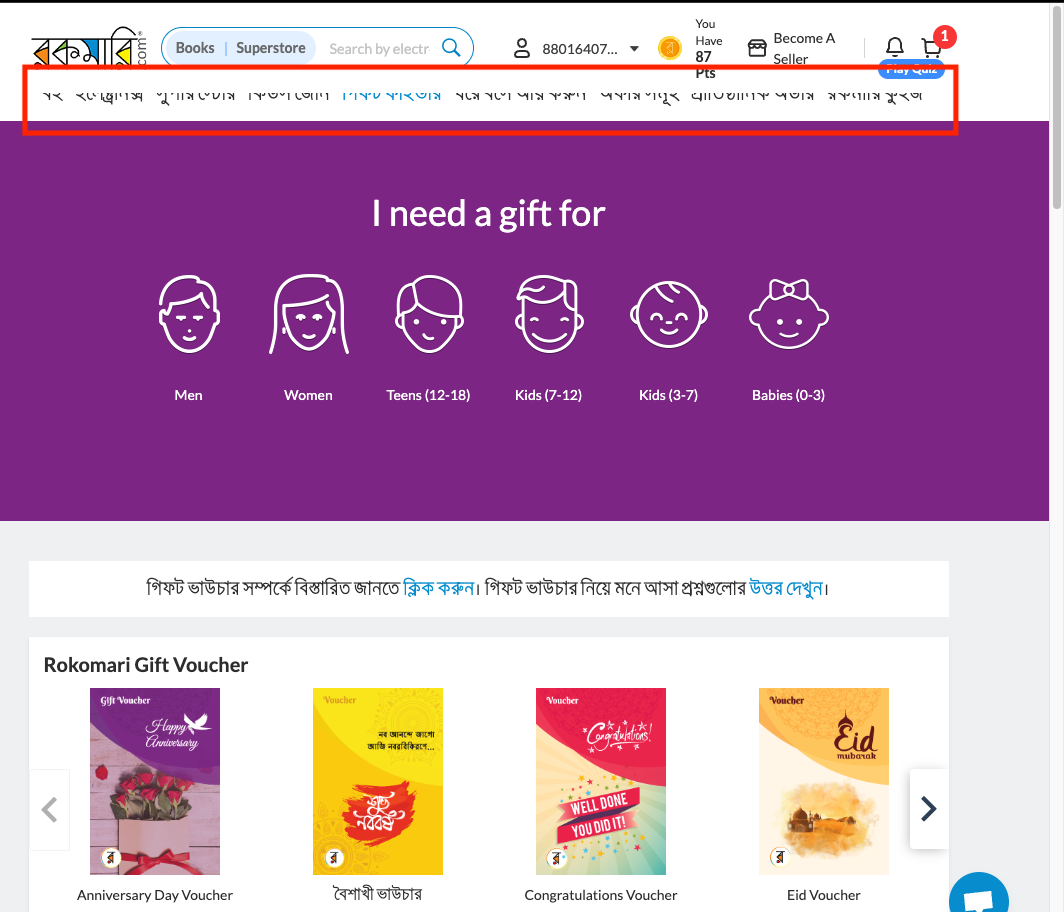 রকমারি.com
Books | Superstore Search by electr
88016407...
You Have 87 Pts
Become A Seller
1
Play Quiz
বই ইলেক্ট্রনিক্স সুপার স্টোর কিডস জোন গিফট ফাইন্ডার ঘরে বসে আয় করুন অফার সমূহ প্রাতিষ্ঠানিক অর্ডার রকমারি কুইজ
I need a gift for
Men Women Teens (12-18) Kids (7-12) Kids (3-7) Babies (0-3)
গিফট ভাউচার সম্পর্কে বিস্তারিত জানতে ক্লিক করুন। গিফট ভাউচার নিয়ে মনে আসা প্রশ্নগুলোর উত্তর দেখুন।
Rokomari Gift Voucher
Gift Voucher
Happy
Anniversary
Voucher
নব আনন্দে জাগো
আজি নবরবিকিরণে...
শুভ
নববর্ষ
Voucher
Congratulations!
WELL DONE
YOU DID IT!
Voucher
Eid
mubarak
Anniversary Day Voucher
বৈশাখী ভাউচার
Congratulations Voucher
Eid Voucher